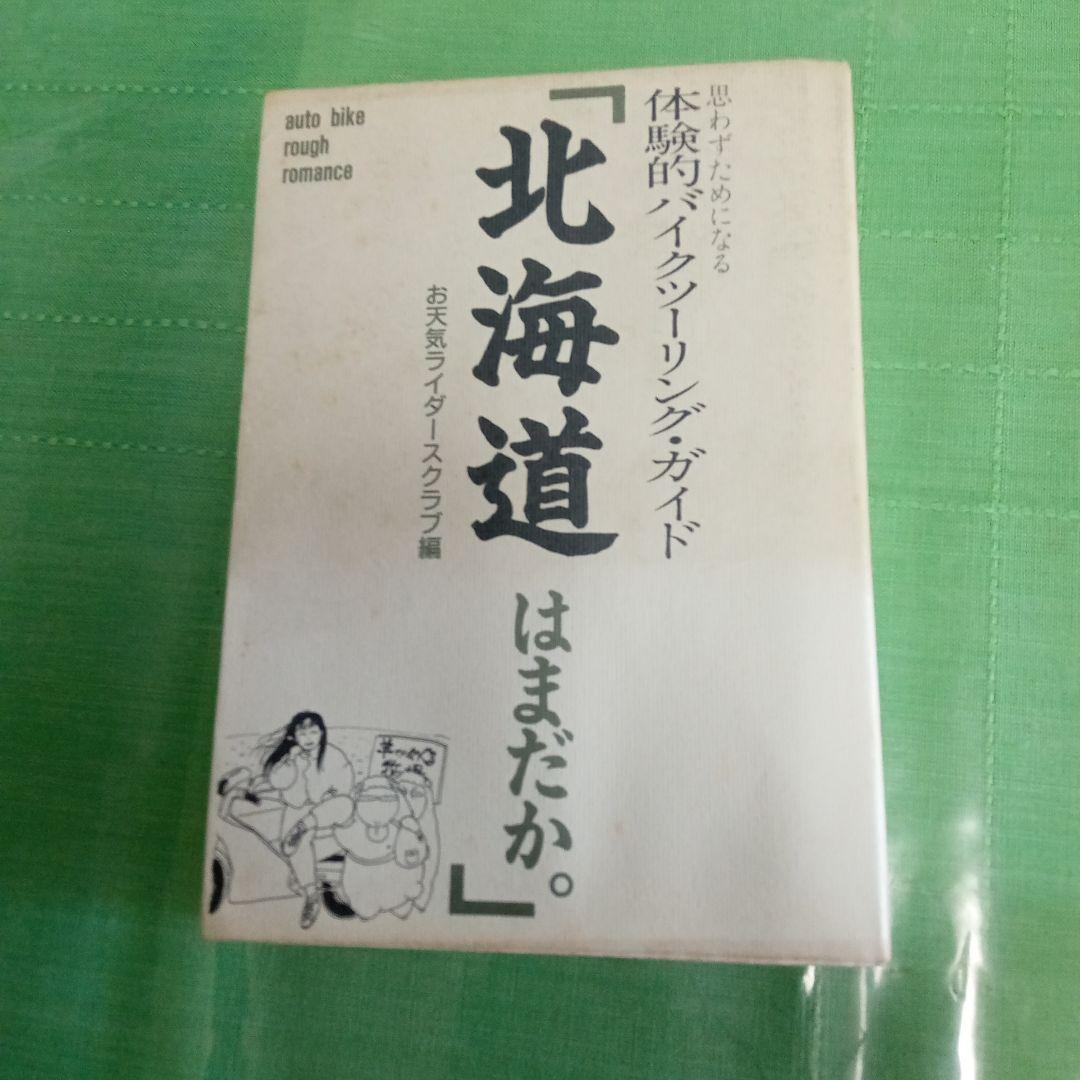 思わずためになる
体験的バイクツーリング・ガイド
「北海道はまだか。」
お天気ライダースクラブ編
auto bike
rough
romance